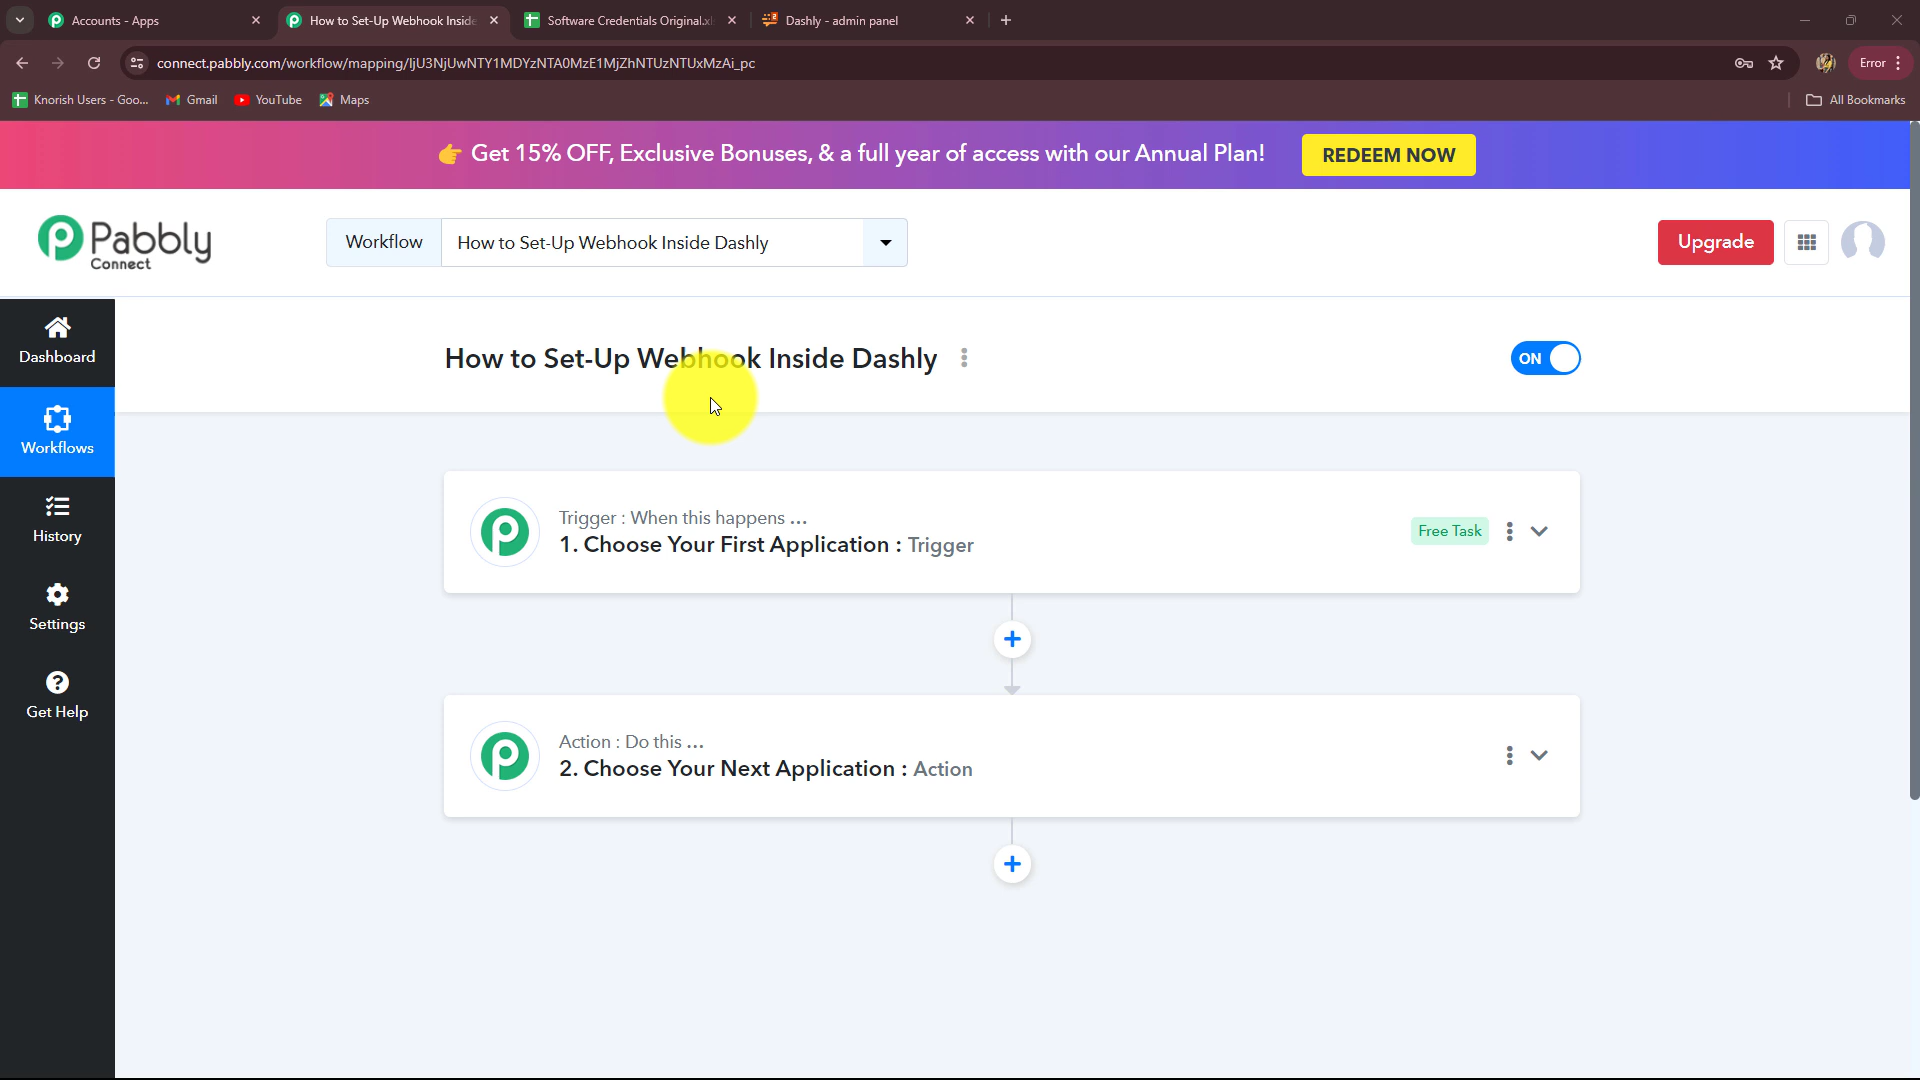 Accounts - Apps
How to Set-Up Webhook Inside
Software Credentials Original.xl
Dashly - admin panel
connect.pabbly.com/workflow/mapping/IjU3NjUwNTY1MDYzNTA0MzE1MjZhNTUzNTUxMzAi_pc
Error
Knorish Users - Goo...
Gmail
YouTube
Maps
All Bookmarks
👉 Get 15% OFF, Exclusive Bonuses, & a full year of access with our Annual Plan!
REDEEM NOW
Pabbly
Connect
Workflow
How to Set-Up Webhook Inside Dashly
Upgrade
Dashboard
Workflows
History
Settings
Get Help
How to Set-Up Webhook Inside Dashly
ON
Trigger : When this happens ...
1. Choose Your First Application : Trigger
Free Task
Action : Do this ...
2. Choose Your Next Application : Action